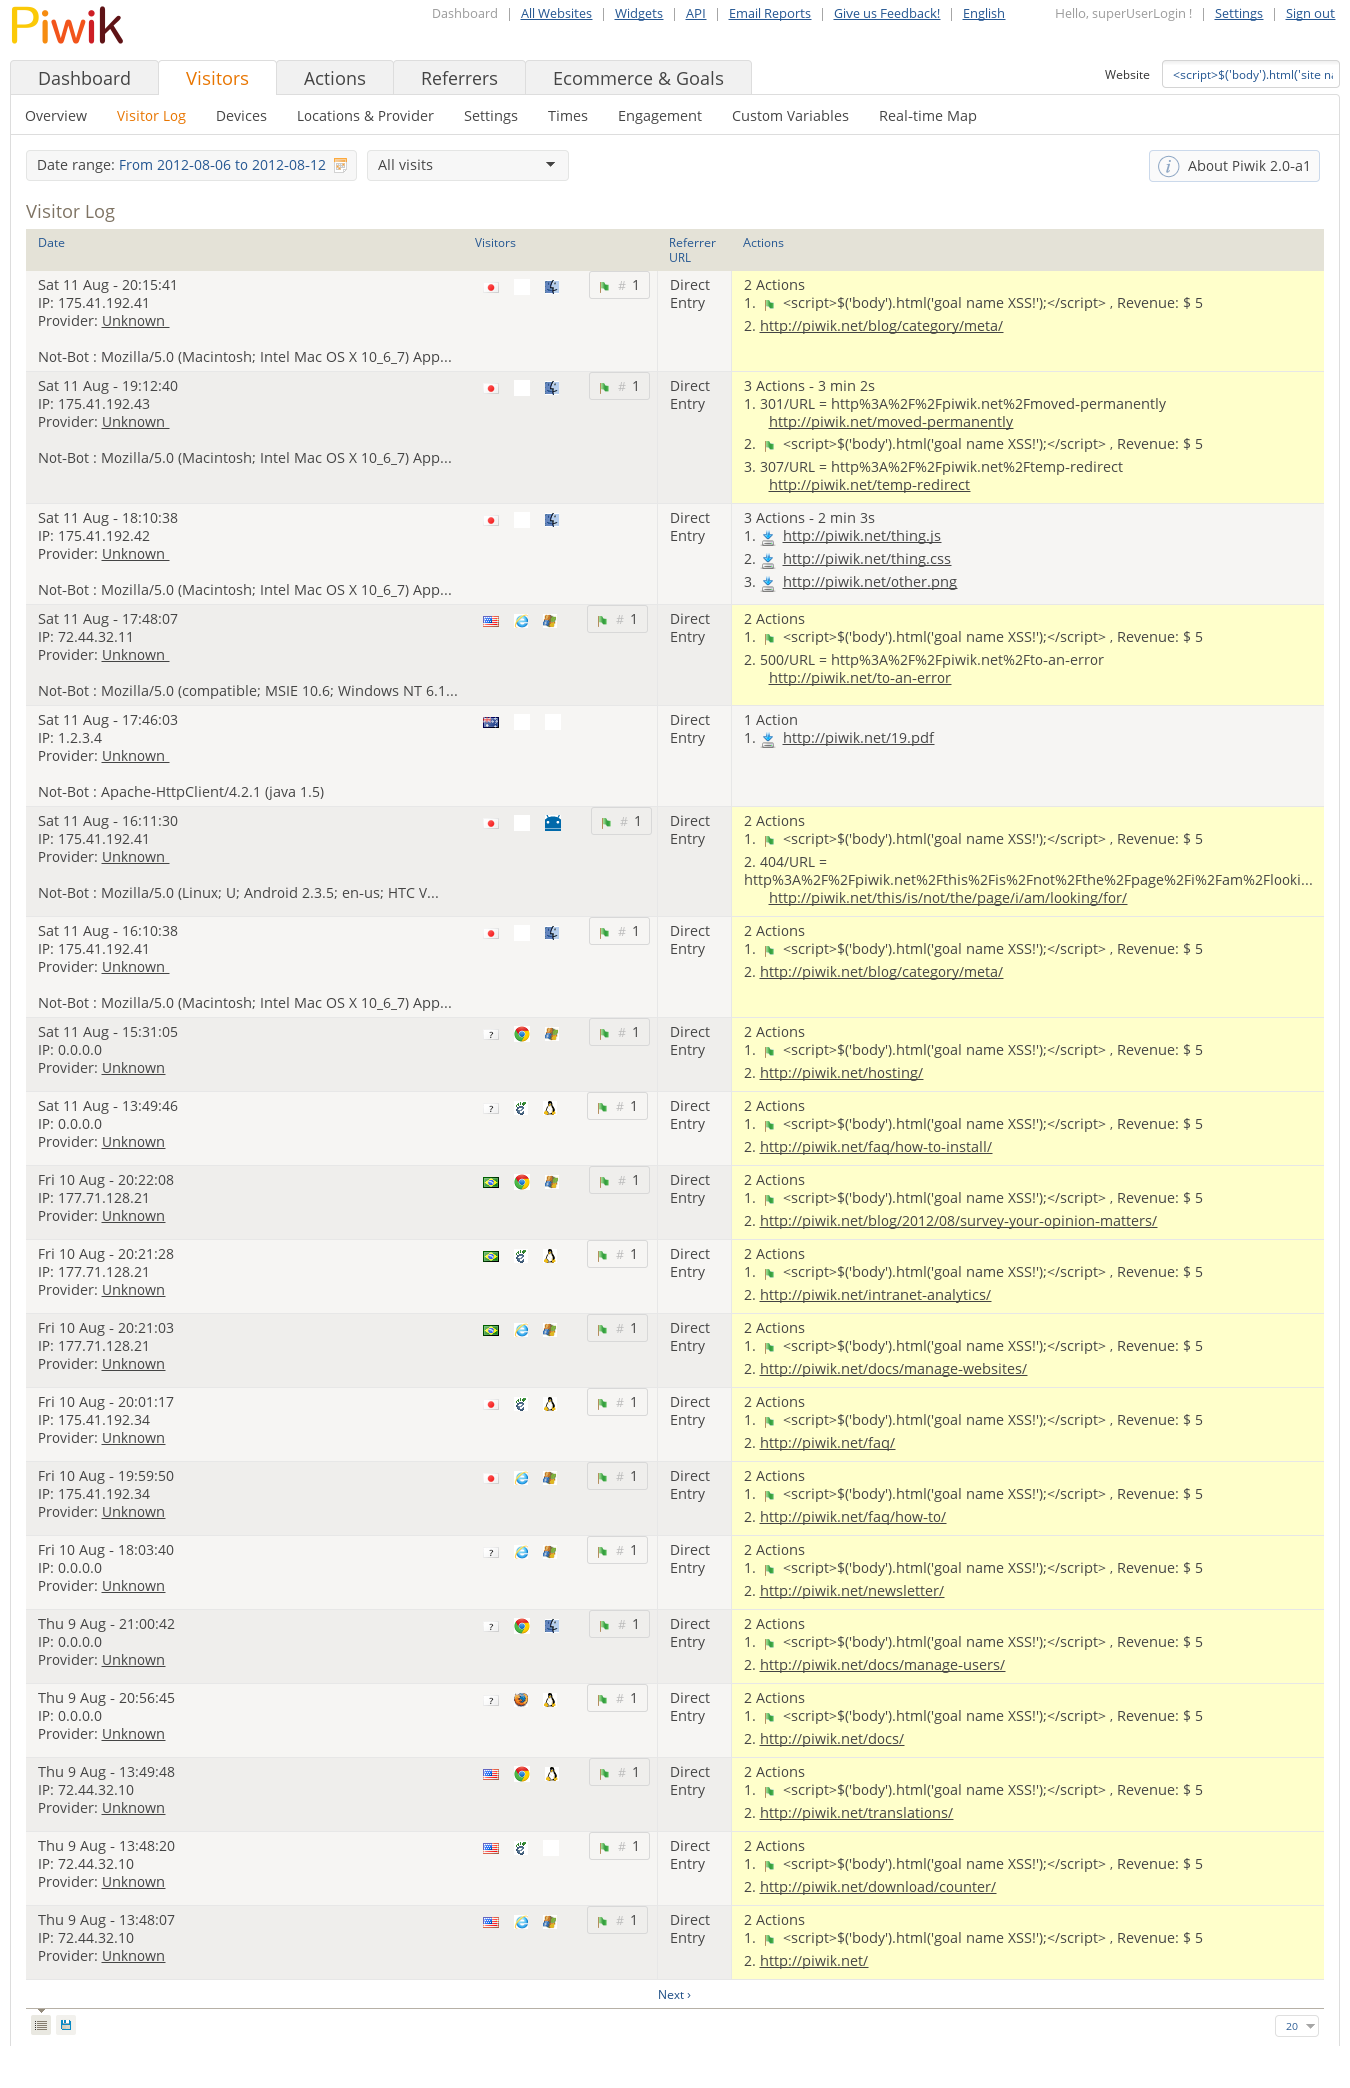 Piwik
Dashboard | All Websites | Widgets | API | Email Reports | Give us Feedback! | English
Hello, superUserLogin ! | Settings | Sign out
Dashboard Visitors Actions Referrers Ecommerce & Goals
Website <script>$('body').html('site na
Overview Visitor Log Devices Locations & Provider Settings Times Engagement Custom Variables Real-time Map
Date range: From 2012-08-06 to 2012-08-12 All visits About Piwik 2.0-a1
Visitor Log
Date Visitors Referrer URL Actions
Sat 11 Aug - 20:15:41 # 1 Direct Entry 2 Actions
IP: 175.41.192.41 1. <script>$('body').html('goal name XSS!');</script> , Revenue: $ 5
Provider: Unknown 2. http://piwik.net/blog/category/meta/
Not-Bot : Mozilla/5.0 (Macintosh; Intel Mac OS X 10_6_7) App...
Sat 11 Aug - 19:12:40 # 1 Direct Entry 3 Actions - 3 min 2s
IP: 175.41.192.43 1. 301/URL = http%3A%2F%2Fpiwik.net%2Fmoved-permanently
Provider: Unknown http://piwik.net/moved-permanently
2. <script>$('body').html('goal name XSS!');</script> , Revenue: $ 5
Not-Bot : Mozilla/5.0 (Macintosh; Intel Mac OS X 10_6_7) App...
3. 307/URL = http%3A%2F%2Fpiwik.net%2Ftemp-redirect
http://piwik.net/temp-redirect
Sat 11 Aug - 18:10:38 Direct Entry 3 Actions - 2 min 3s
IP: 175.41.192.42 1. http://piwik.net/thing.js
Provider: Unknown 2. http://piwik.net/thing.css
3. http://piwik.net/other.png
Not-Bot : Mozilla/5.0 (Macintosh; Intel Mac OS X 10_6_7) App...
Sat 11 Aug - 17:48:07 # 1 Direct Entry 2 Actions
IP: 72.44.32.11 1. <script>$('body').html('goal name XSS!');</script> , Revenue: $ 5
Provider: Unknown 2. 500/URL = http%3A%2F%2Fpiwik.net%2Fto-an-error
http://piwik.net/to-an-error
Not-Bot : Mozilla/5.0 (compatible; MSIE 10.6; Windows NT 6.1...
Sat 11 Aug - 17:46:03 Direct Entry 1 Action
IP: 1.2.3.4 1. http://piwik.net/19.pdf
Provider: Unknown
Not-Bot : Apache-HttpClient/4.2.1 (java 1.5)
Sat 11 Aug - 16:11:30 # 1 Direct Entry 2 Actions
IP: 175.41.192.41 1. <script>$('body').html('goal name XSS!');</script> , Revenue: $ 5
Provider: Unknown 2. 404/URL =
http%3A%2F%2Fpiwik.net%2Fthis%2Fis%2Fnot%2Fthe%2Fpage%2Fi%2Fam%2Flooki...
Not-Bot : Mozilla/5.0 (Linux; U; Android 2.3.5; en-us; HTC V...
http://piwik.net/this/is/not/the/page/i/am/looking/for/
Sat 11 Aug - 16:10:38 # 1 Direct Entry 2 Actions
IP: 175.41.192.41 1. <script>$('body').html('goal name XSS!');</script> , Revenue: $ 5
Provider: Unknown 2. http://piwik.net/blog/category/meta/
Not-Bot : Mozilla/5.0 (Macintosh; Intel Mac OS X 10_6_7) App...
Sat 11 Aug - 15:31:05 # 1 Direct Entry 2 Actions
IP: 0.0.0.0 1. <script>$('body').html('goal name XSS!');</script> , Revenue: $ 5
Provider: Unknown 2. http://piwik.net/hosting/
Sat 11 Aug - 13:49:46 # 1 Direct Entry 2 Actions
IP: 0.0.0.0 1. <script>$('body').html('goal name XSS!');</script> , Revenue: $ 5
Provider: Unknown 2. http://piwik.net/faq/how-to-install/
Fri 10 Aug - 20:22:08 # 1 Direct Entry 2 Actions
IP: 177.71.128.21 1. <script>$('body').html('goal name XSS!');</script> , Revenue: $ 5
Provider: Unknown 2. http://piwik.net/blog/2012/08/survey-your-opinion-matters/
Fri 10 Aug - 20:21:28 # 1 Direct Entry 2 Actions
IP: 177.71.128.21 1. <script>$('body').html('goal name XSS!');</script> , Revenue: $ 5
Provider: Unknown 2. http://piwik.net/intranet-analytics/
Fri 10 Aug - 20:21:03 # 1 Direct Entry 2 Actions
IP: 177.71.128.21 1. <script>$('body').html('goal name XSS!');</script> , Revenue: $ 5
Provider: Unknown 2. http://piwik.net/docs/manage-websites/
Fri 10 Aug - 20:01:17 # 1 Direct Entry 2 Actions
IP: 175.41.192.34 1. <script>$('body').html('goal name XSS!');</script> , Revenue: $ 5
Provider: Unknown 2. http://piwik.net/faq/
Fri 10 Aug - 19:59:50 # 1 Direct Entry 2 Actions
IP: 175.41.192.34 1. <script>$('body').html('goal name XSS!');</script> , Revenue: $ 5
Provider: Unknown 2. http://piwik.net/faq/how-to/
Fri 10 Aug - 18:03:40 # 1 Direct Entry 2 Actions
IP: 0.0.0.0 1. <script>$('body').html('goal name XSS!');</script> , Revenue: $ 5
Provider: Unknown 2. http://piwik.net/newsletter/
Thu 9 Aug - 21:00:42 # 1 Direct Entry 2 Actions
IP: 0.0.0.0 1. <script>$('body').html('goal name XSS!');</script> , Revenue: $ 5
Provider: Unknown 2. http://piwik.net/docs/manage-users/
Thu 9 Aug - 20:56:45 # 1 Direct Entry 2 Actions
IP: 0.0.0.0 1. <script>$('body').html('goal name XSS!');</script> , Revenue: $ 5
Provider: Unknown 2. http://piwik.net/docs/
Thu 9 Aug - 13:49:48 # 1 Direct Entry 2 Actions
IP: 72.44.32.10 1. <script>$('body').html('goal name XSS!');</script> , Revenue: $ 5
Provider: Unknown 2. http://piwik.net/translations/
Thu 9 Aug - 13:48:20 # 1 Direct Entry 2 Actions
IP: 72.44.32.10 1. <script>$('body').html('goal name XSS!');</script> , Revenue: $ 5
Provider: Unknown 2. http://piwik.net/download/counter/
Thu 9 Aug - 13:48:07 # 1 Direct Entry 2 Actions
IP: 72.44.32.10 1. <script>$('body').html('goal name XSS!');</script> , Revenue: $ 5
Provider: Unknown 2. http://piwik.net/
Next ›
20